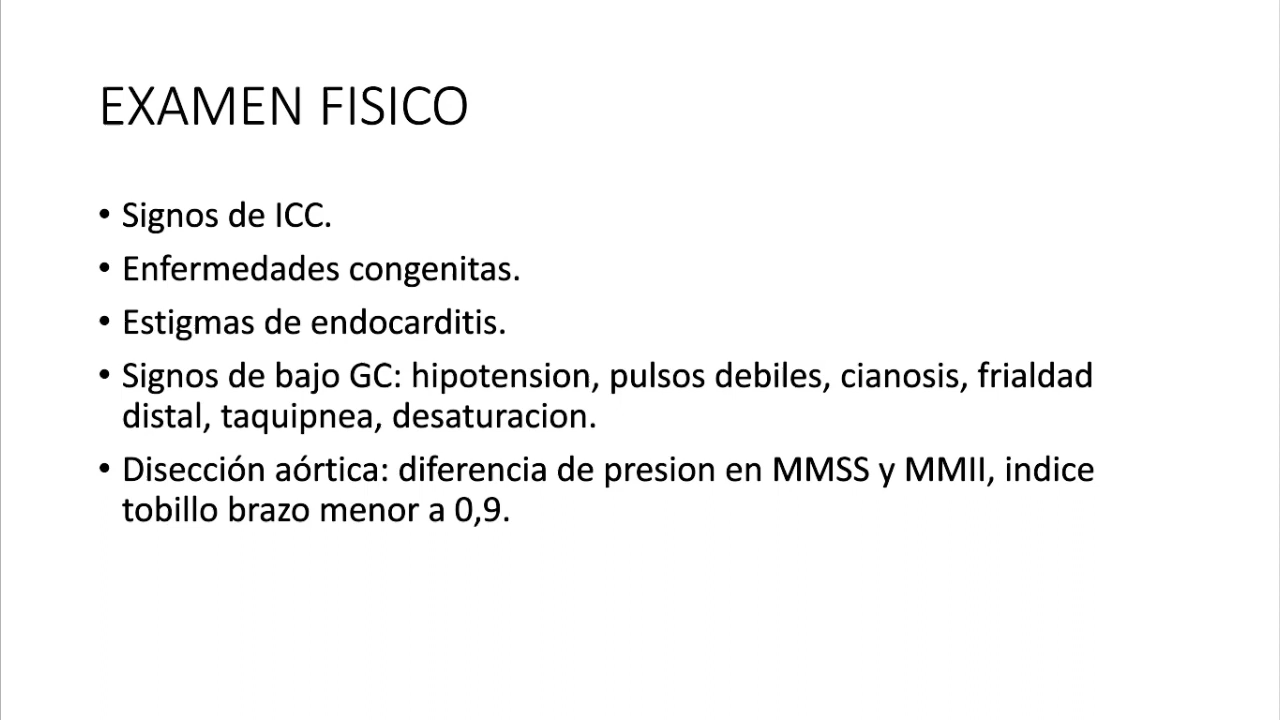 EXAMEN FISICO
• Signos de ICC.
• Enfermedades congenitas.
• Estigmas de endocarditis.
• Signos de bajo GC: hipotension, pulsos debiles, cianosis, frialdad
distal, taquipnea, desaturacion.
• Disección aórtica: diferencia de presion en MMSS y MMII, indice
tobillo brazo menor a 0,9.